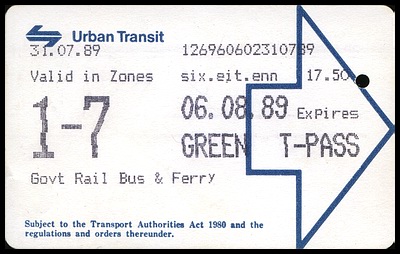 Urban Transit
31.07.89 126960602310789
Valid in Zones six.eit.enn 17.50
1-7 06.08.89 Expires
GREEN T-PASS
Govt Rail Bus & Ferry
Subject to the Transport Authorities Act 1980 and the
regulations and orders thereunder.